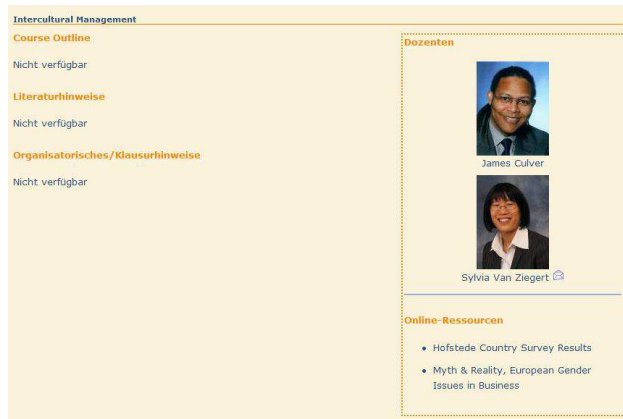 Intercultural Management
Course Outline
Nicht verfügbar
Literaturhinweise
Nicht verfügbar
Organisatorisches/Klausurhinweise
Nicht verfügbar
Dozenten
James Culver
Sylvia Van Ziegert
Online-Ressourcen
• Hofstede Country Survey Results
• Myth & Reality, European Gender
Issues in Business